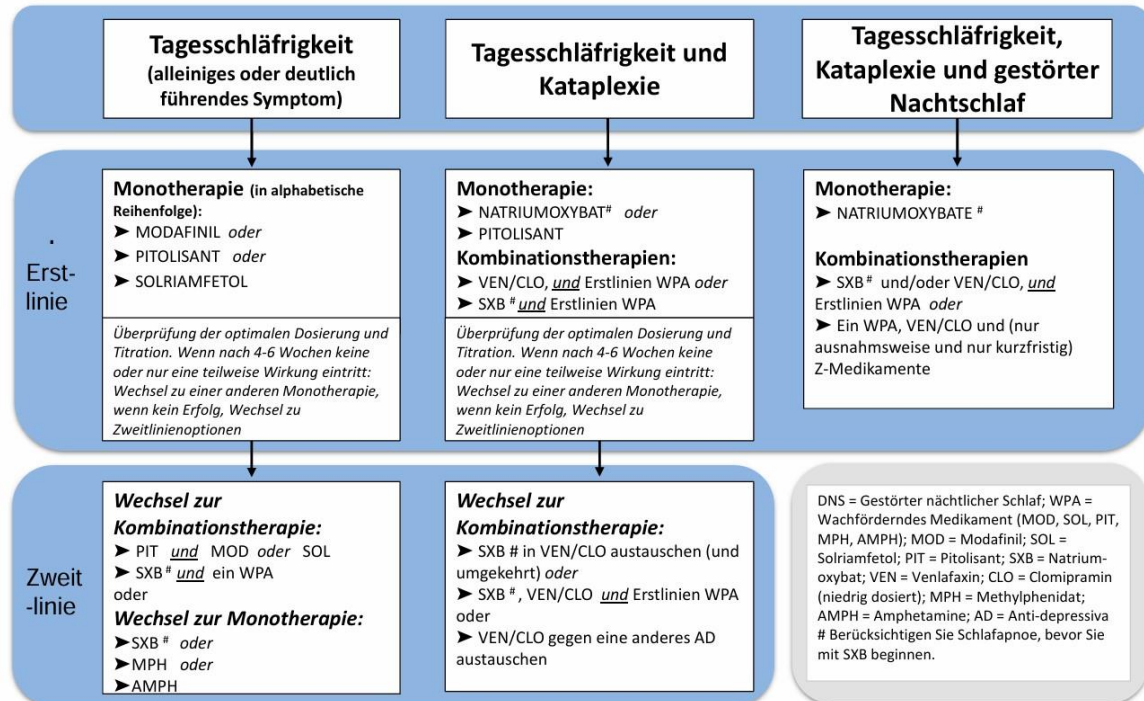 Tagesschläfrigkeit
(alleiniges oder deutlich
führendes Symptom)
Tagesschläfrigkeit und
Kataplexie
Tagesschläfrigkeit,
Kataplexie und gestörter
Nachtschlaf
Erst-
linie
Monotherapie (in alphabetische
Reihenfolge):
➤ MODAFINIL oder
➤ PITOLISANT oder
➤ SOLRIAMFETOL
Überprüfung der optimalen Dosierung und
Titration. Wenn nach 4-6 Wochen keine
oder nur eine teilweise Wirkung eintritt:
Wechsel zu einer anderen Monotherapie,
wenn kein Erfolg, Wechsel zu
Zweitlinienoptionen
Monotherapie:
➤ NATRIUMOXYBAT# oder
➤ PITOLISANT
Kombinationstherapien:
➤ VEN/CLO, und Erstlinien WPA oder
➤ SXB # und Erstlinien WPA
Überprüfung der optimalen Dosierung und
Titration. Wenn nach 4-6 Wochen keine
oder nur eine teilweise Wirkung eintritt:
Wechsel zu einer anderen Monotherapie,
wenn kein Erfolg, Wechsel zu
Zweitlinienoptionen
Monotherapie:
➤ NATRIUMOXYBATE #
Kombinationstherapien
➤ SXB # und/oder VEN/CLO, und
Erstlinien WPA oder
➤ Ein WPA, VEN/CLO und (nur
ausnahmsweise und nur kurzfristig)
Z-Medikamente
Zweit
-linie
Wechsel zur
Kombinationstherapie:
➤ PIT und MOD oder SOL
➤ SXB # und ein WPA
oder
Wechsel zur Monotherapie:
➤SXB # oder
➤MPH oder
➤AMPH
Wechsel zur
Kombinationstherapie:
➤ SXB # in VEN/CLO austauschen (und
umgekehrt) oder
➤ SXB #, VEN/CLO und Erstlinien WPA
oder
➤ VEN/CLO gegen eine anderes AD
austauschen
DNS = Gestörter nächtlicher Schlaf; WPA =
Wachförderndes Medikament (MOD, SOL, PIT,
MPH, AMPH); MOD = Modafinil; SOL =
Solriamfetol; PIT = Pitolisant; SXB = Natrium-
oxybat; VEN = Venlafaxin; CLO = Clomipramin
(niedrig dosiert); MPH = Methylphenidat;
AMPH = Amphetamine; AD = Anti-depressiva
# Berücksichtigen Sie Schlafapnoe, bevor Sie
mit SXB beginnen.